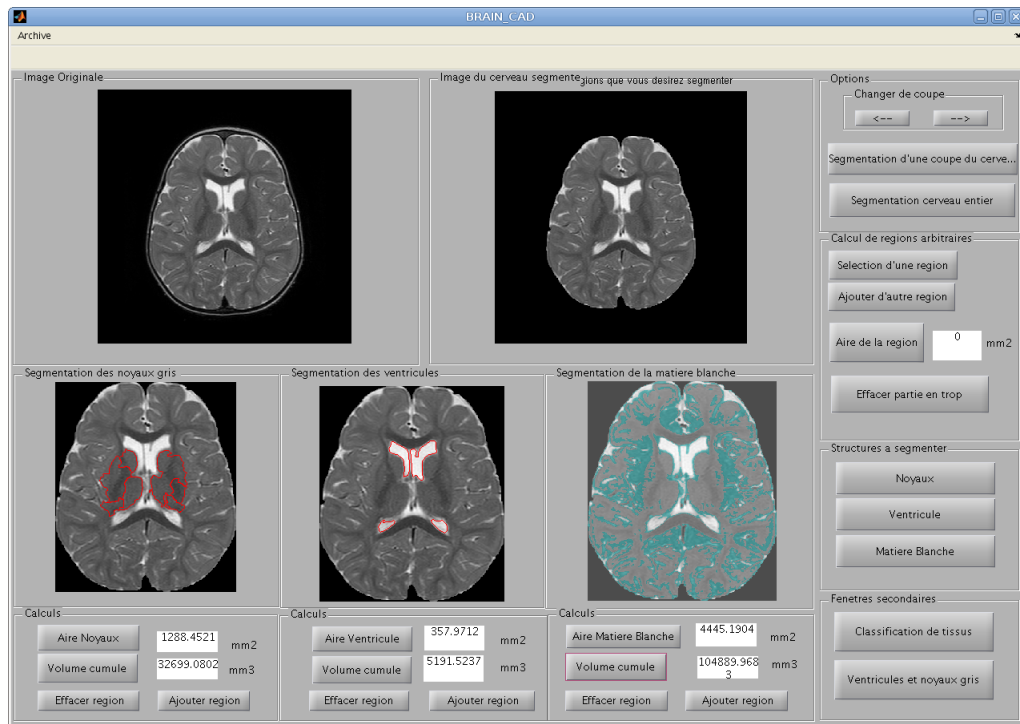 BRAIN_CAD
Archive
Image Originale
Image du cerveau segmente
gions que vous desirez segmenter
Options
Changer de coupe
<--
-->
Segmentation d'une coupe du cerve...
Segmentation cerveau entier
Calcul de regions arbitraires
Selection d'une region
Ajouter d'autre region
Aire de la region
0
mm2
Effacer partie en trop
Segmentation des noyaux gris
Segmentation des ventricules
Segmentation de la matiere blanche
Structures a segmenter
Noyaux
Ventricule
Matiere Blanche
Calculs
Aire Noyaux
1288.4521
mm2
Volume cumule
32699.0802
mm3
Effacer region
Ajouter region
Calculs
Aire Ventricule
357.9712
mm2
Volume cumule
5191.5237
mm3
Effacer region
Ajouter region
Calculs
Aire Matiere Blanche
4445.1904
mm2
Volume cumule
104889.968
3
mm3
Effacer region
Ajouter region
Fenetres secondaires
Classification de tissus
Ventricules et noyaux gris